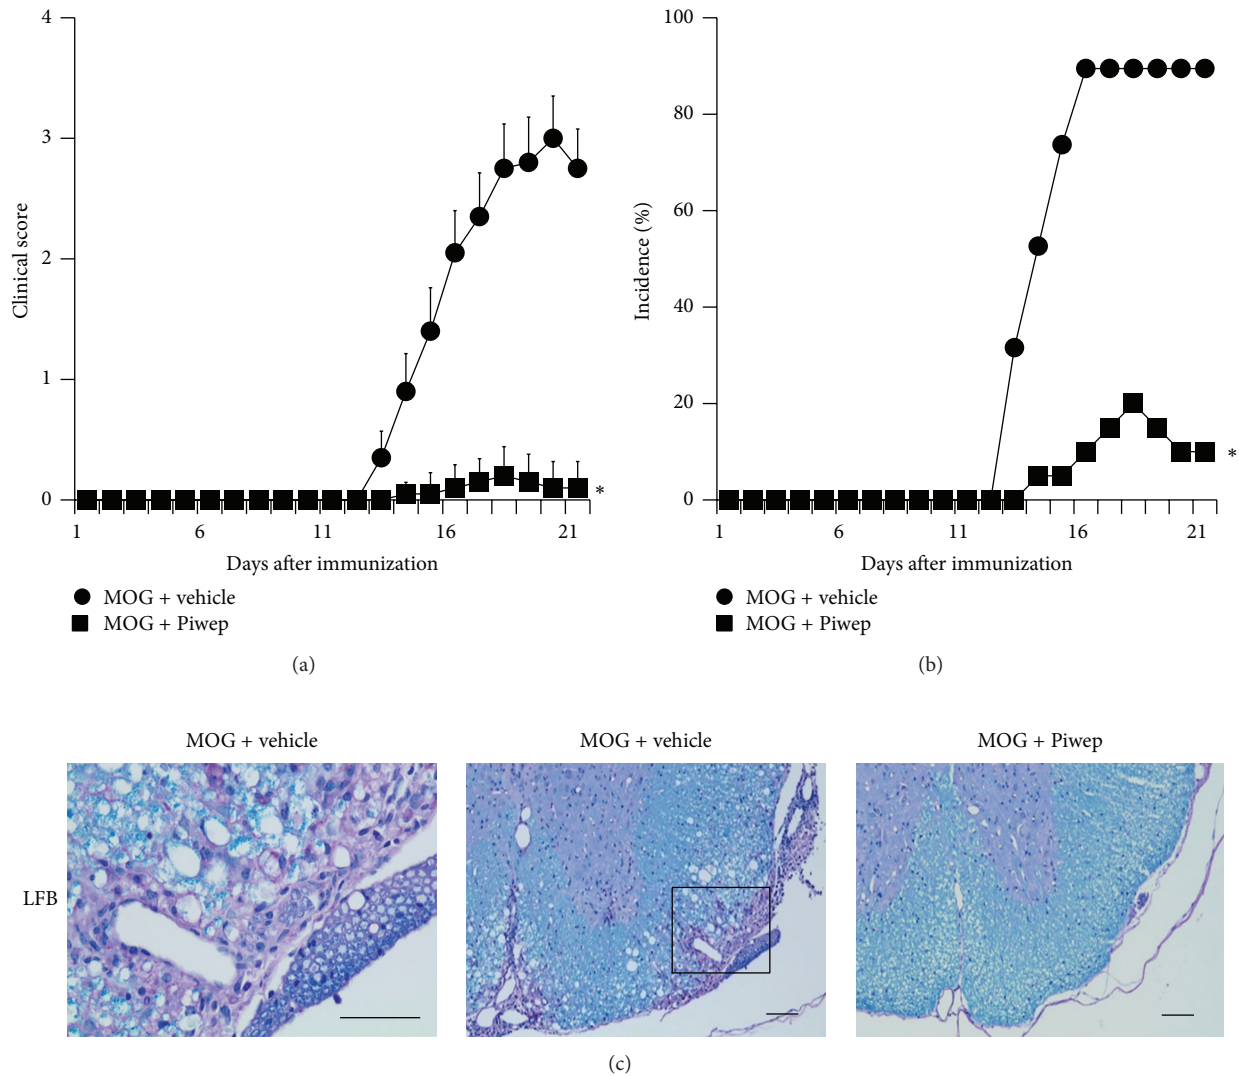 4
3
2
1
0
Clinical score
1 6 11 16 21
*
Days after immunization
MOG + vehicle
MOG + Piwep
(a)
100
80
60
40
20
0
Incidence (%)
1 6 11 16 21
*
Days after immunization
MOG + vehicle
MOG + Piwep
(b)
MOG + vehicle
MOG + vehicle
MOG + Piwep
LFB
(c)